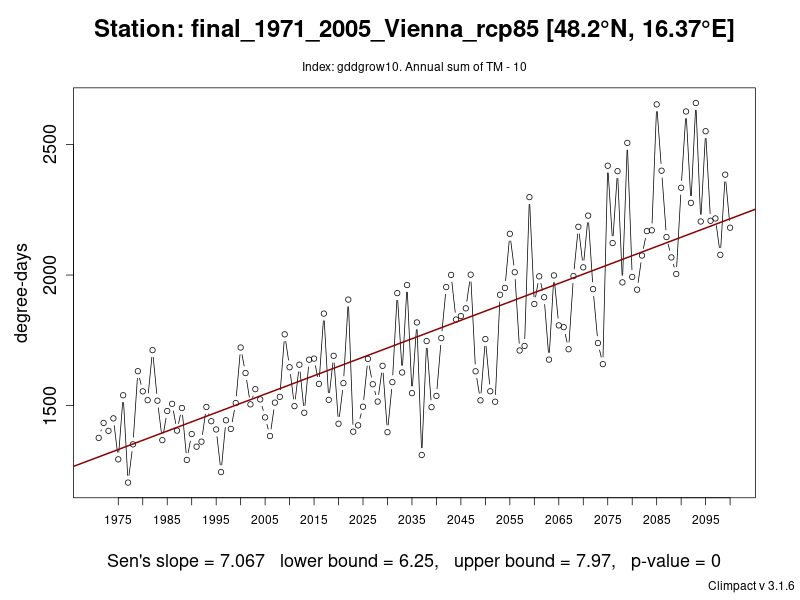 Station: final_1971_2005_Vienna_rcp85 [48.2°N, 16.37°E]
Index: gddgrow10. Annual sum of TM - 10
degree-days
2500
2000
1500
1975 1985 1995 2005 2015 2025 2035 2045 2055 2065 2075 2085 2095
Sen's slope = 7.067 lower bound = 6.25, upper bound = 7.97, p-value = 0
Climpact v 3.1.6